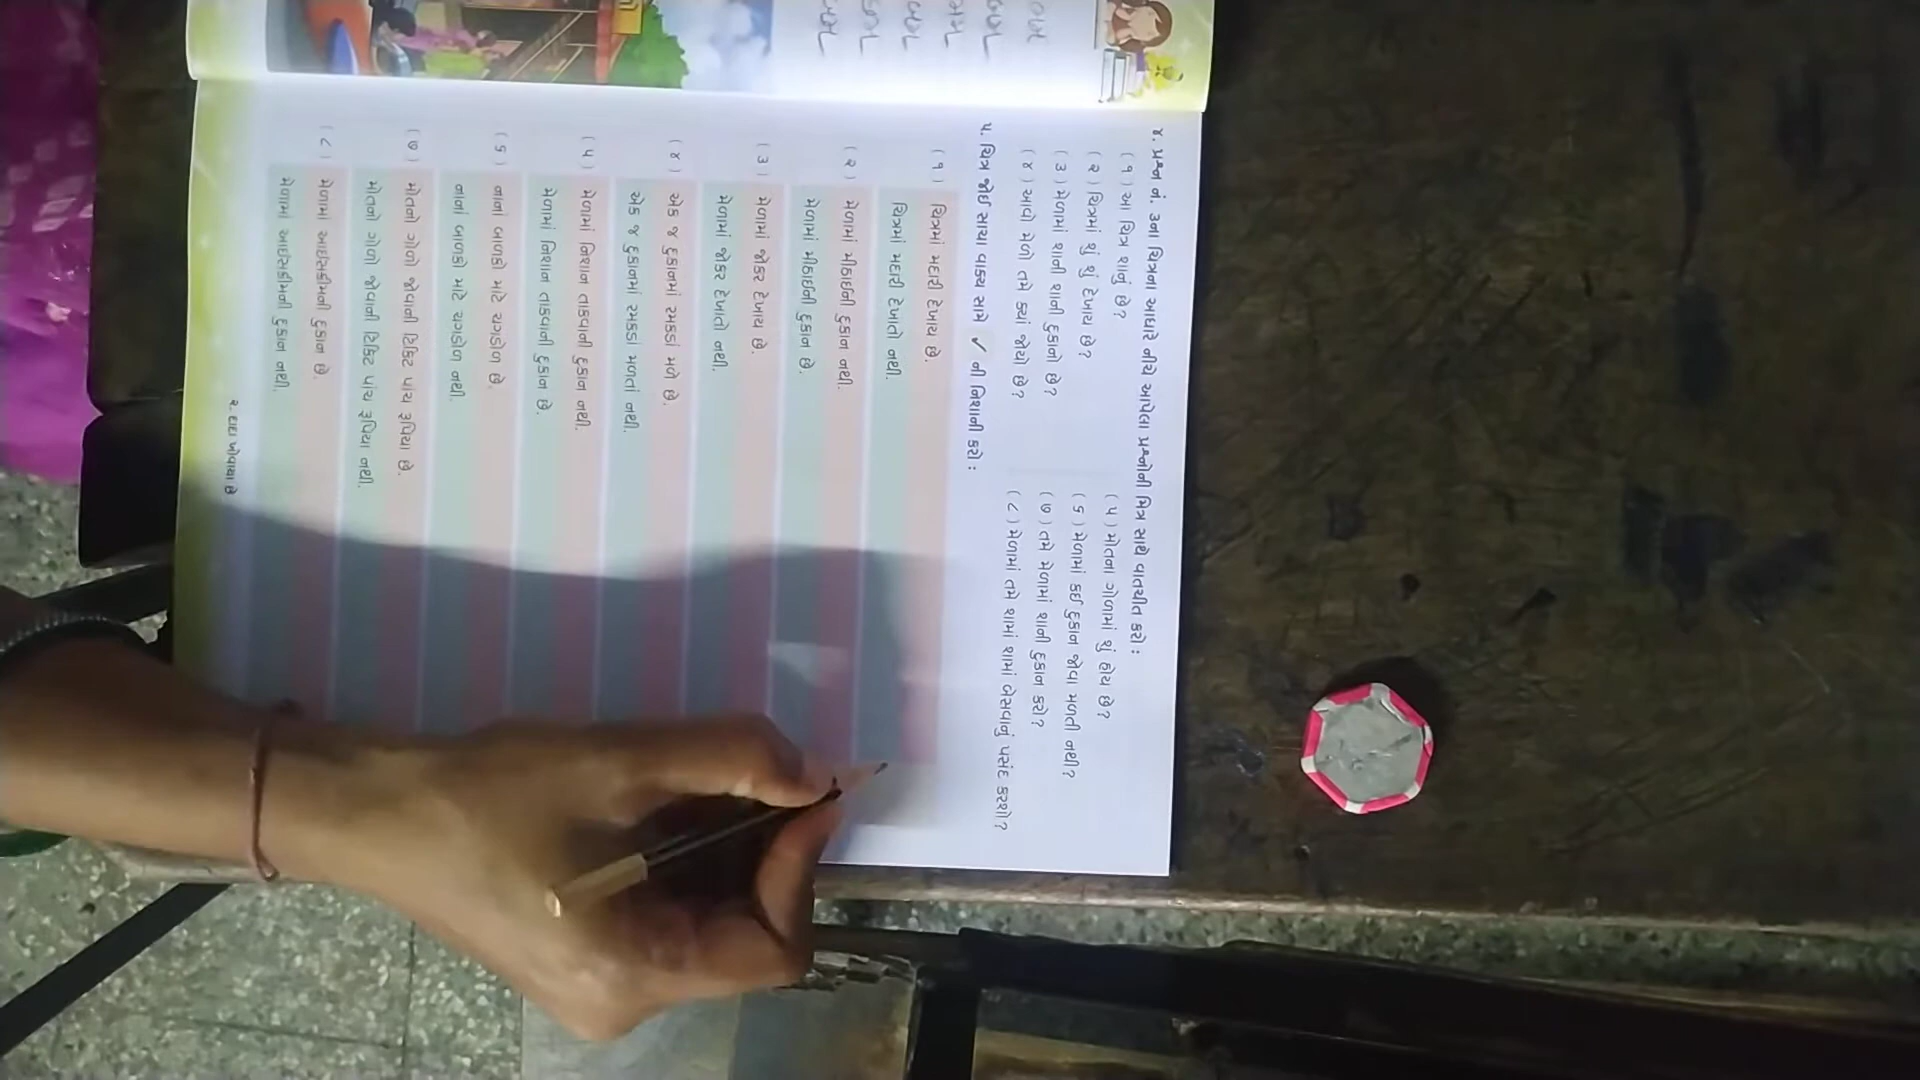 ૪. પ્રશ્ન નં. ૩ના ચિત્રના આધારે નીચે આપેલા પ્રશ્નોની મિત્ર સાથે વાતચીત કરો :
( ૧ ) આ ચિત્ર શાનું છે ?
( ૨ ) ચિત્રમાં શું શું દેખાય છે ?
( ૩ ) મેળામાં શાની શાની દુકાનો છે ?
( ૪ ) આવો મેળો તમે ક્યાં જોયો છે ?
( ૫ ) મોતના ગોળામાં શું હોય છે ?
( ૬ ) મેળામાં કઈ દુકાન જોવા મળતી નથી ?
( ૭ ) તમે મેળામાં શાની દુકાન કરો ?
( ૮ ) મેળામાં તમે શામાં શામાં બેસવાનું પસંદ કરશો ?
૫. ચિત્ર જોઈ સાચા વાક્ય સામે ✓ ની નિશાની કરો :
( ૧ ) ચિત્રમાં મદારી દેખાય છે.
ચિત્રમાં મદારી દેખાતો નથી.
( ૨ ) મેળામાં મીઠાઈની દુકાન નથી.
મેળામાં મીઠાઈની દુકાન છે.
( ૩ ) મેળામાં જોકર દેખાય છે.
મેળામાં જોકર દેખાતો નથી.
( ૪ ) એક જ દુકાનમાં રમકડાં મળે છે.
એક જ દુકાનમાં રમકડાં મળતાં નથી.
( ૫ ) મેળામાં નિશાન તાકવાની દુકાન નથી.
મેળામાં નિશાન તાકવાની દુકાન છે.
( ૬ ) નાનાં બાળકો માટે ચગડોળ છે.
નાનાં બાળકો માટે ચગડોળ નથી.
( ૭ ) મોતનો ગોળો જોવાની ટિકિટ પાંચ રૂપિયા છે.
મોતનો ગોળો જોવાની ટિકિટ પાંચ રૂપિયા નથી.
( ૮ ) મેળામાં આઇસક્રીમની દુકાન છે.
મેળામાં આઇસક્રીમની દુકાન નથી.
૨. દાદા ખોવાયા છે